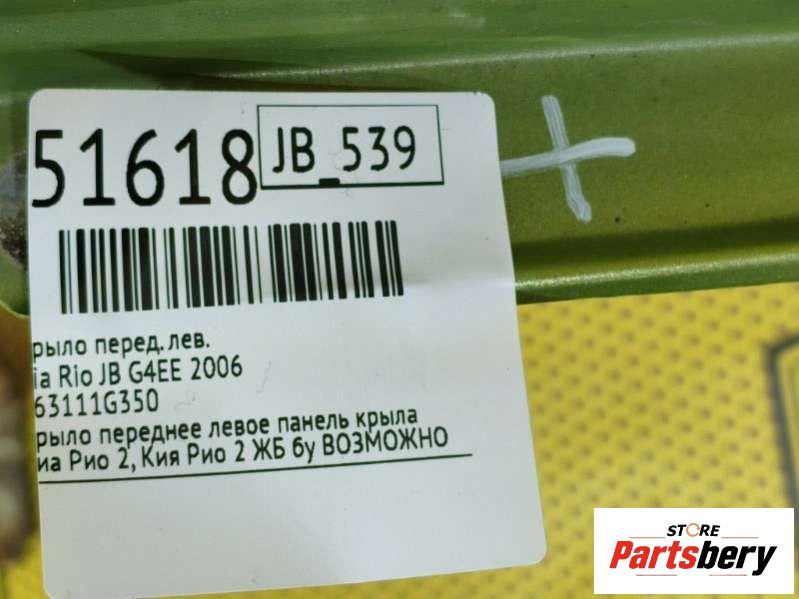 51618
JB_539
рыло перед. лев.
ia Rio JB G4EE 2006
63111G350
рыло переднее левое панель крыла
иа Рио 2, Кия Рио 2 ЖБ бу ВОЗМОЖНО
STORE
Partsbery